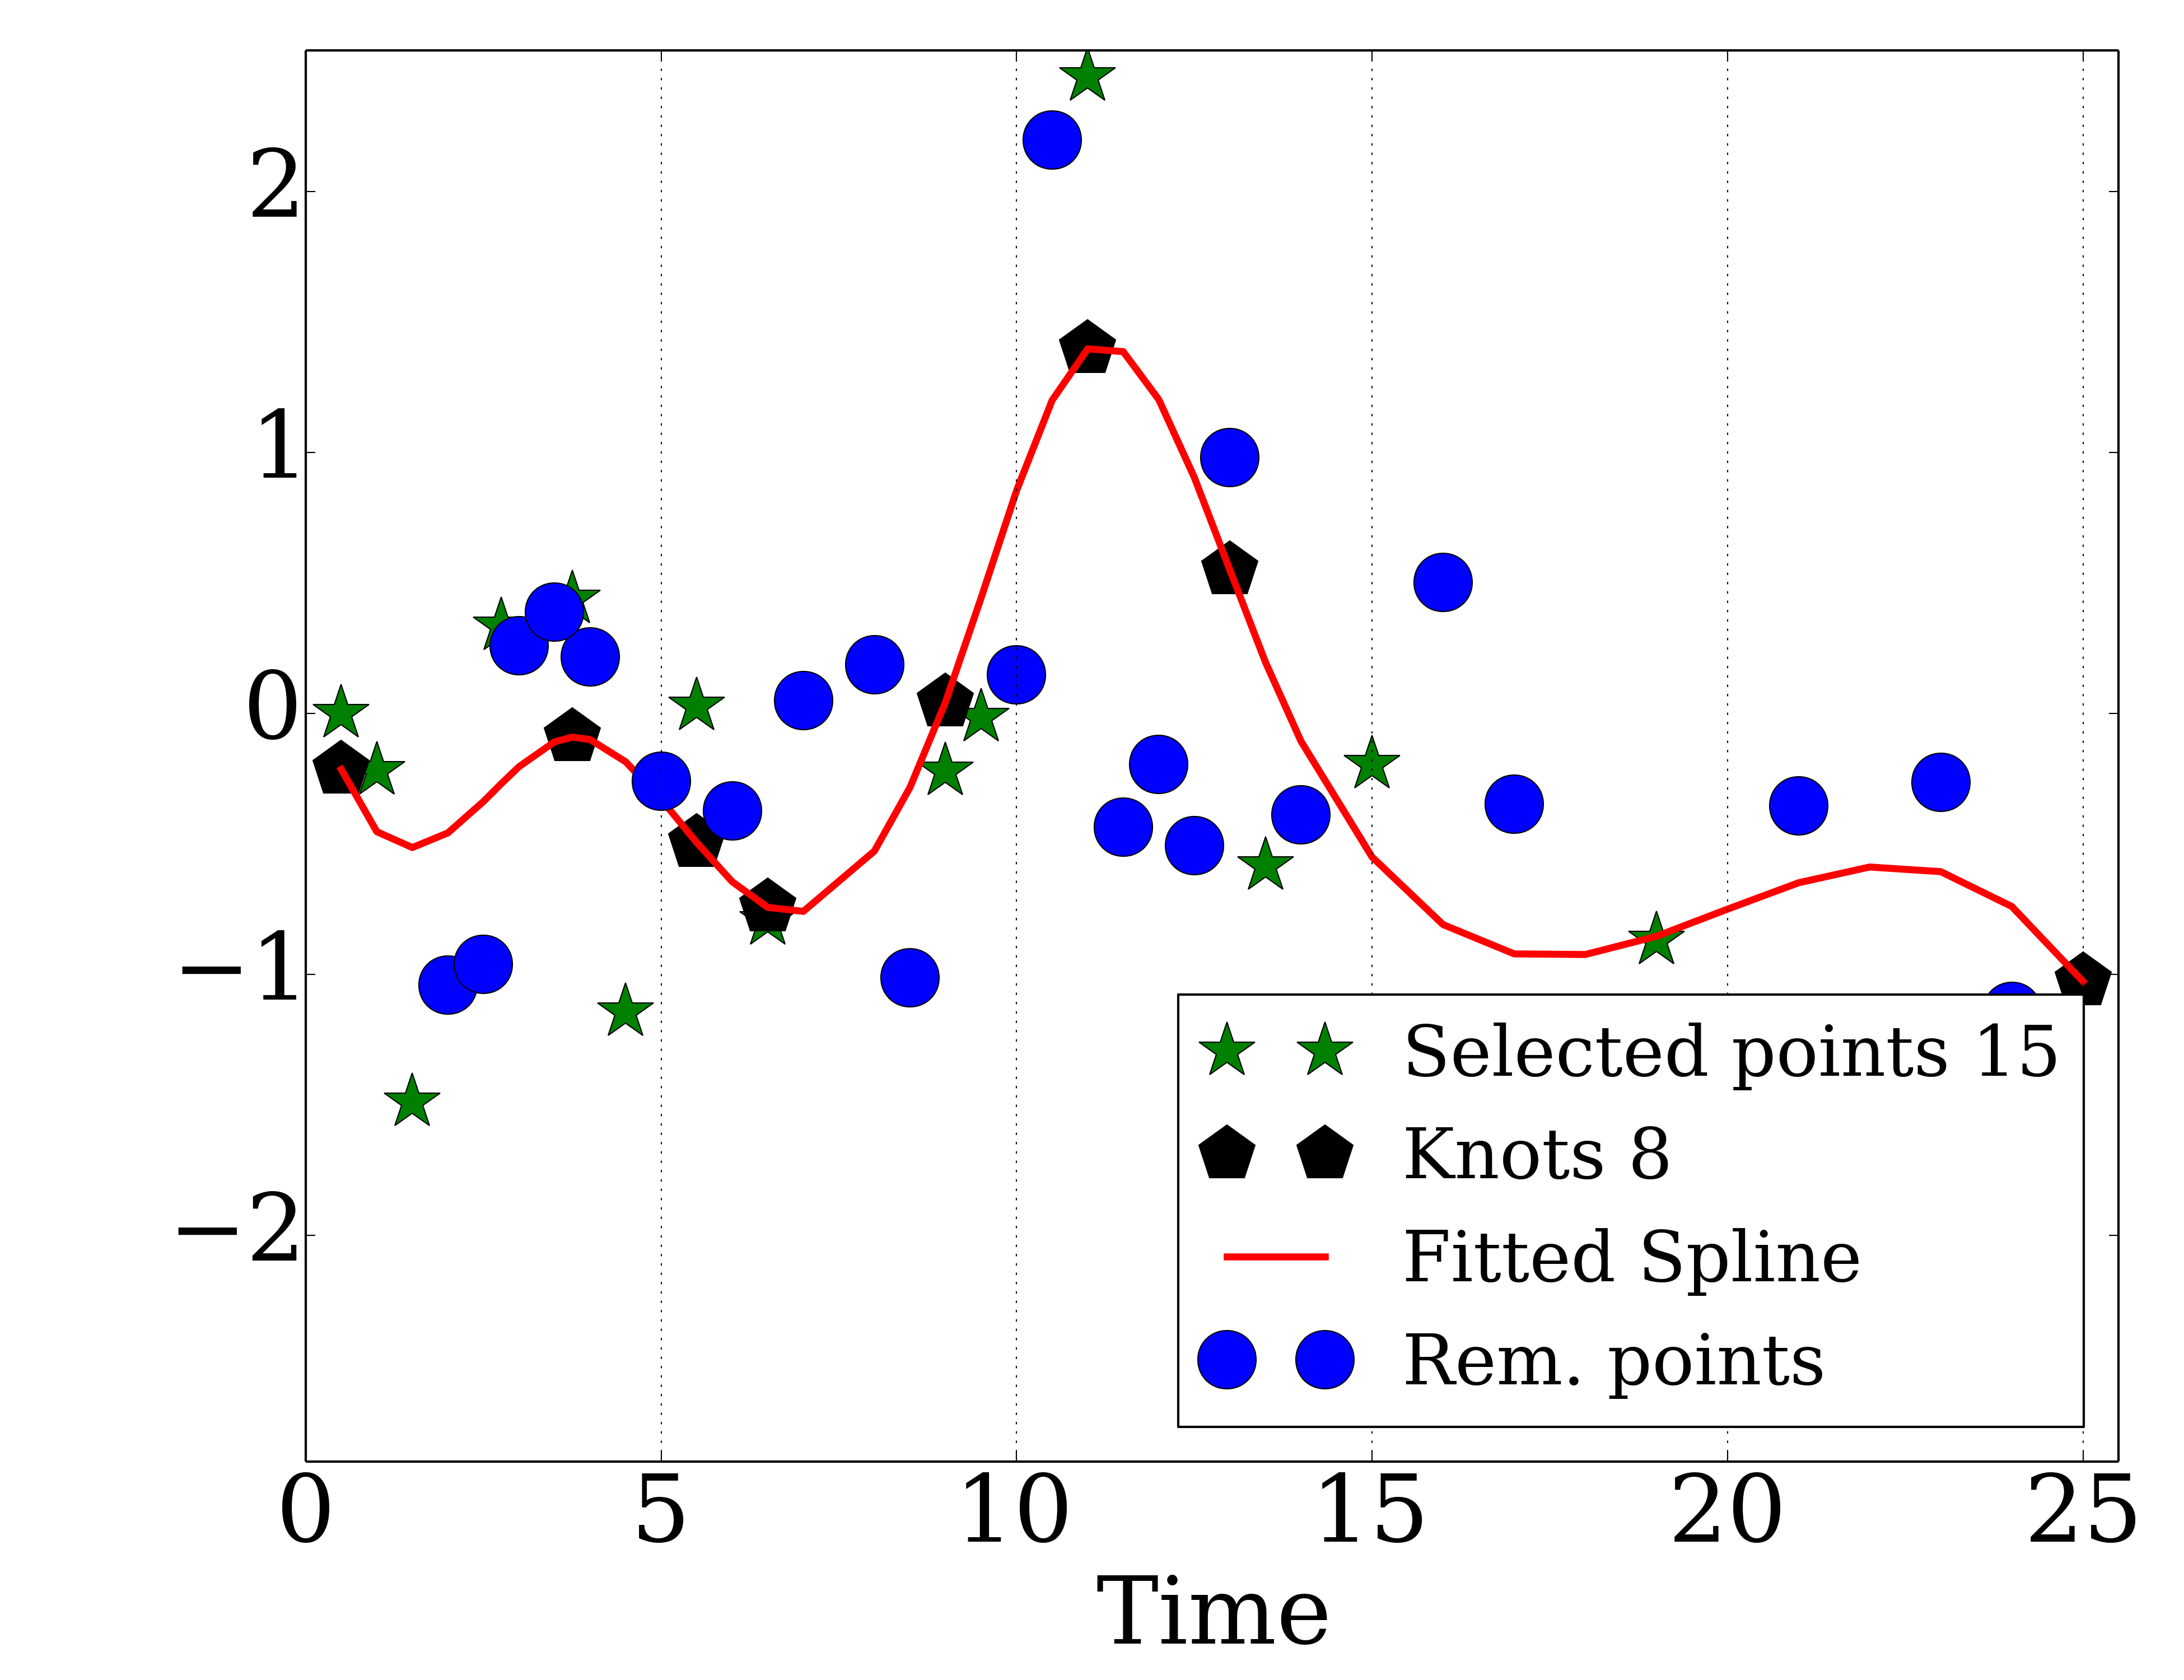 2
1
0
−1
−2
0 5 10 15 20 25
Time
Selected points 15
Knots 8
Fitted Spline
Rem. points